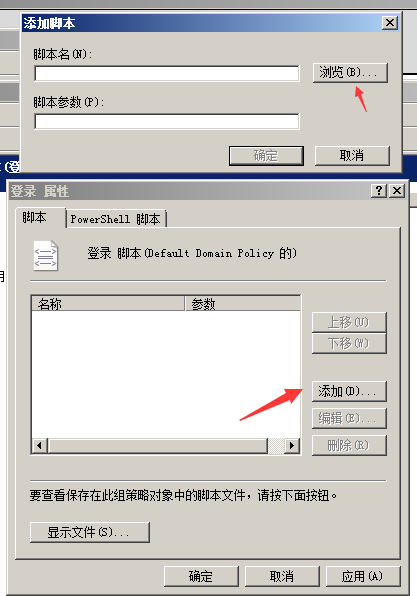 添加脚本
脚本名(N):
浏览(B)...
脚本参数(P):
确定
取消
登录 属性
脚本
PowerShell 脚本
登录 脚本(Default Domain Policy 的)
名称
参数
上移(U)
下移(W)
添加(D)...
编辑(E)...
删除(R)
要查看保存在此组策略对象中的脚本文件，请按下面按钮。
显示文件(S)...
确定
取消
应用(A)